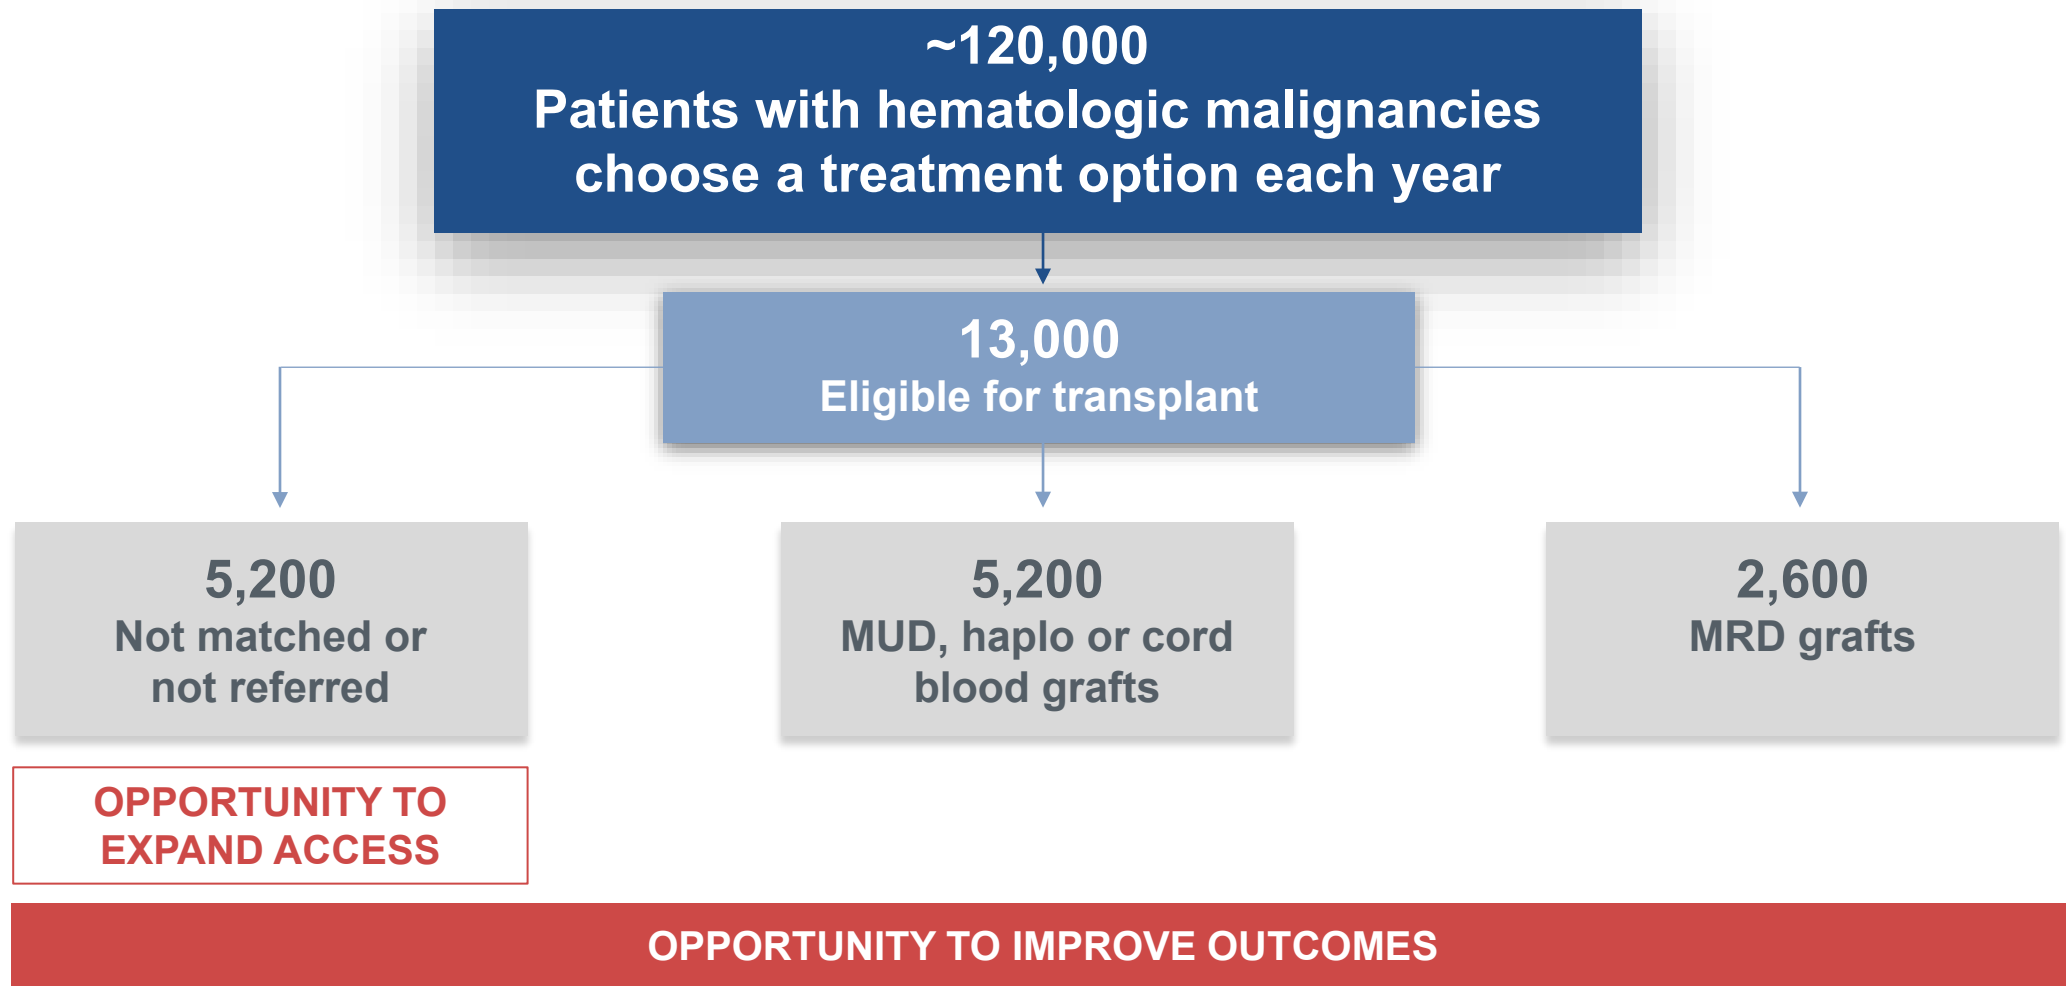 ~120,000
Patients with hematologic malignancies
choose a treatment option each year
13,000
Eligible for transplant
5,200
Not matched or
not referred
5,200
MUD, haplo or cord
blood grafts
2,600
MRD grafts
OPPORTUNITY TO
EXPAND ACCESS
OPPORTUNITY TO IMPROVE OUTCOMES